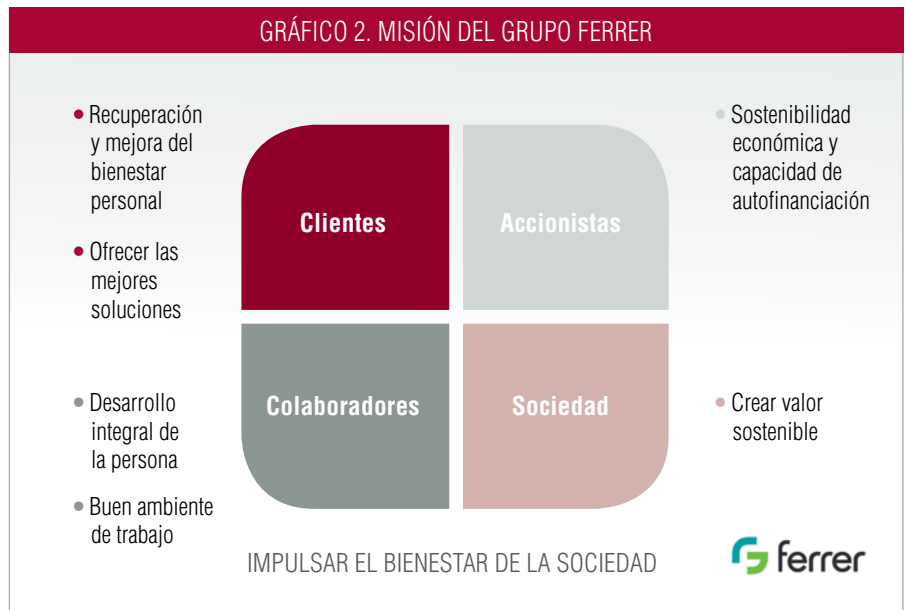 GRÁFICO 2. MISIÓN DEL GRUPO FERRER
• Recuperación
y mejora del
bienestar
personal
• Ofrecer las
mejores
soluciones
Clientes
Accionistas
• Sostenibilidad
económica y
capacidad de
autofinanciación
• Desarrollo
integral de
la persona
• Buen ambiente
de trabajo
Colaboradores
Sociedad
• Crear valor
sostenible
IMPULSAR EL BIENESTAR DE LA SOCIEDAD
ferrer